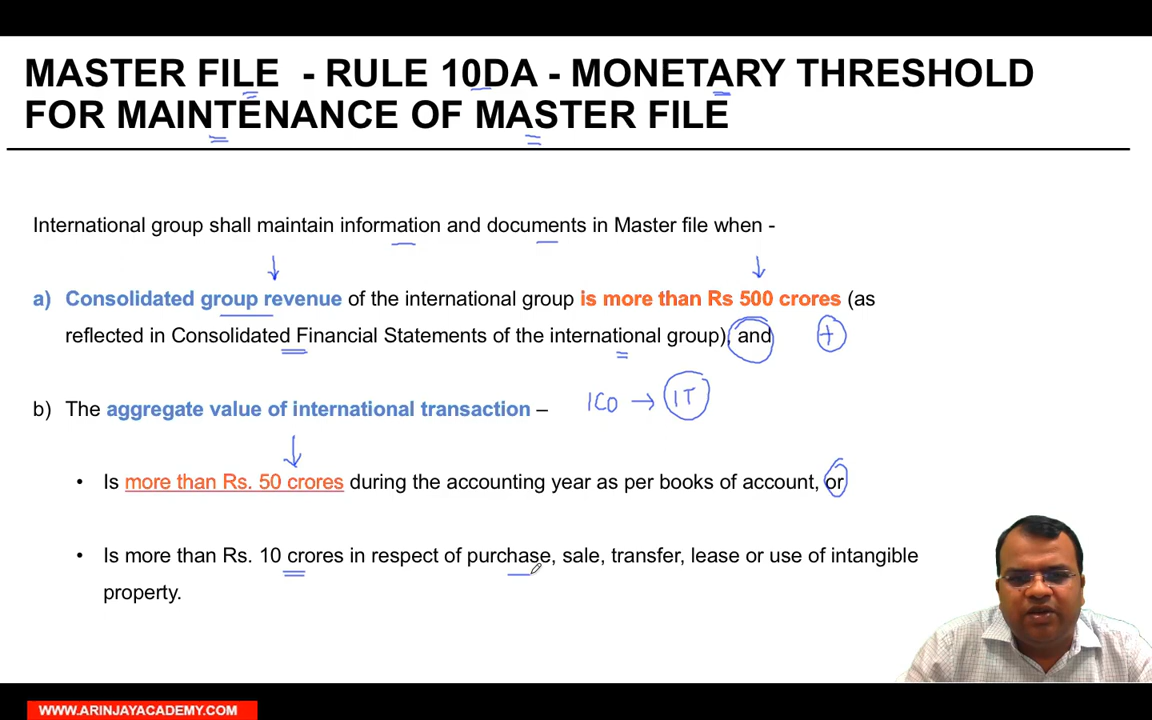 MASTER FILE - RULE 10DA - MONETARY THRESHOLD
FOR MAINTENANCE OF MASTER FILE
International group shall maintain information and documents in Master file when -
a) Consolidated group revenue of the international group is more than Rs 500 crores (as
reflected in Consolidated Financial Statements of the international group), and +
b) The aggregate value of international transaction – ICO → IT
• Is more than Rs. 50 crores during the accounting year as per books of account, or
• Is more than Rs. 10 crores in respect of purchase, sale, transfer, lease or use of intangible
property.
WWW.ARINJAYACADEMY.COM